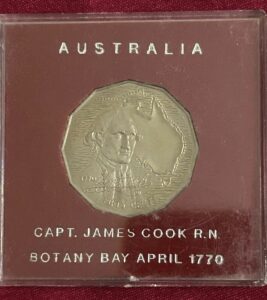 AUSTRALIA
CAPT. JAMES COOK R.N.
BOTANY BAY APRIL 1770